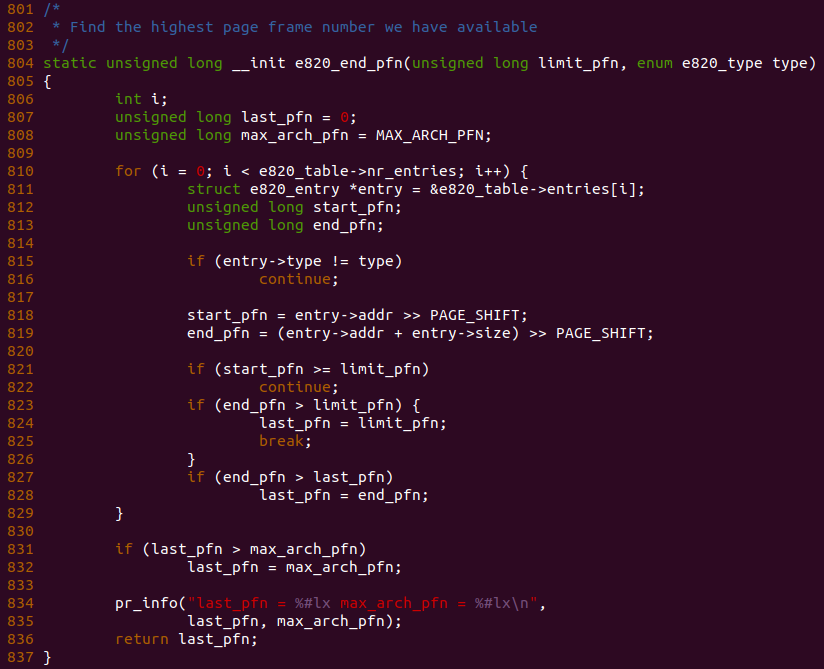 801 /*
802  * Find the highest page frame number we have available
803  */
804 static unsigned long __init e820_end_pfn(unsigned long limit_pfn, enum e820_type type)
805 {
806         int i;
807         unsigned long last_pfn = 0;
808         unsigned long max_arch_pfn = MAX_ARCH_PFN;
809
810         for (i = 0; i < e820_table->nr_entries; i++) {
811                 struct e820_entry *entry = &e820_table->entries[i];
812                 unsigned long start_pfn;
813                 unsigned long end_pfn;
814
815                 if (entry->type != type)
816                         continue;
817
818                 start_pfn = entry->addr >> PAGE_SHIFT;
819                 end_pfn = (entry->addr + entry->size) >> PAGE_SHIFT;
820
821                 if (start_pfn >= limit_pfn)
822                         continue;
823                 if (end_pfn > limit_pfn) {
824                         last_pfn = limit_pfn;
825                         break;
826                 }
827                 if (end_pfn > last_pfn)
828                         last_pfn = end_pfn;
829         }
830
831         if (last_pfn > max_arch_pfn)
832                 last_pfn = max_arch_pfn;
833
834         pr_info("last_pfn = %#lx max_arch_pfn = %#lx\n",
835                 last_pfn, max_arch_pfn);
836         return last_pfn;
837 }